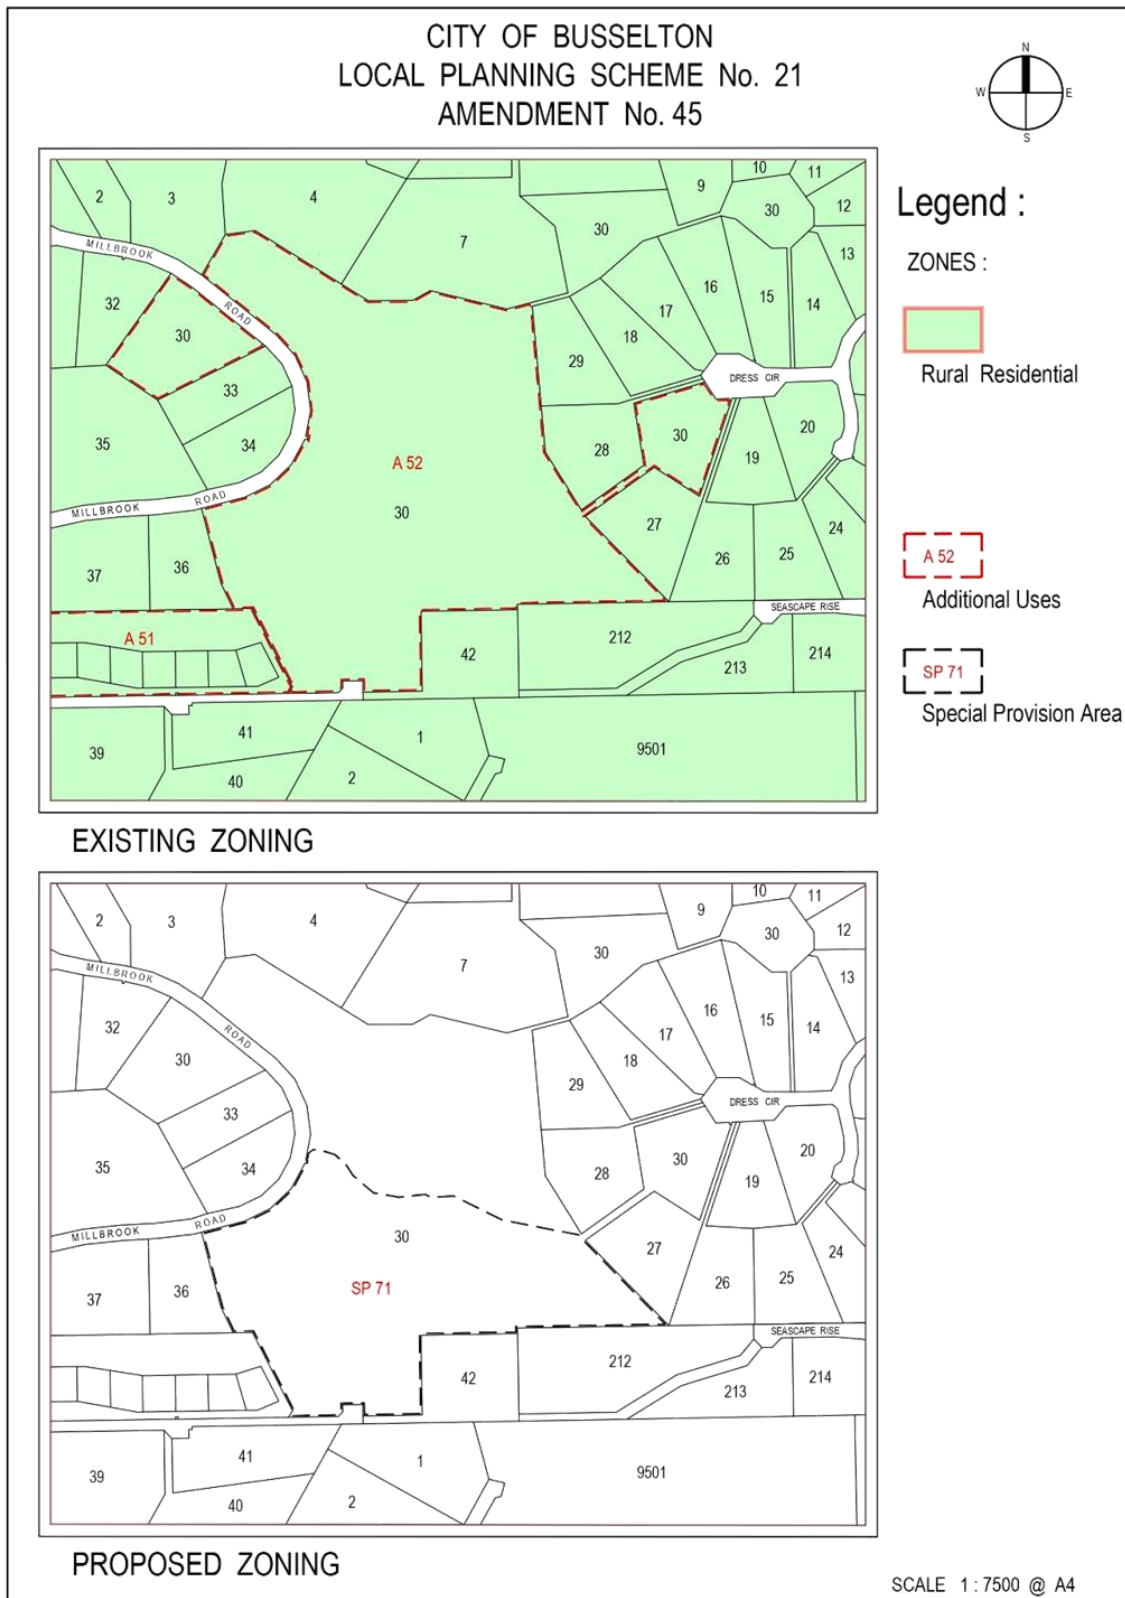 CITY OF BUSSELTON
LOCAL PLANNING SCHEME No. 21
AMENDMENT No. 45
N
W
E
S
2
3
4
7
9
10
11
12
30
30
13
MILLBROOK
ROAD
32
30
33
34
35
16
17
15
14
18
29
DRESS CIR
20
30
28
19
A 52
30
MILLBROOK
ROAD
27
24
37
36
26
25
SEASCAPE RISE
A 51
42
212
213
214
39
41
40
1
2
9501
EXISTING ZONING
Legend :
ZONES :
Rural Residential
A 52
Additional Uses
SP 71
Special Provision Area
2
3
4
7
9
10
11
12
30
30
13
MILLBROOK
ROAD
32
30
33
34
35
16
17
15
14
18
29
DRESS CIR
20
30
28
19
30
MILLBROOK
ROAD
27
24
37
36
SP 71
26
25
SEASCAPE RISE
42
212
213
214
39
41
40
1
2
9501
PROPOSED ZONING
SCALE 1 : 7500 @ A4